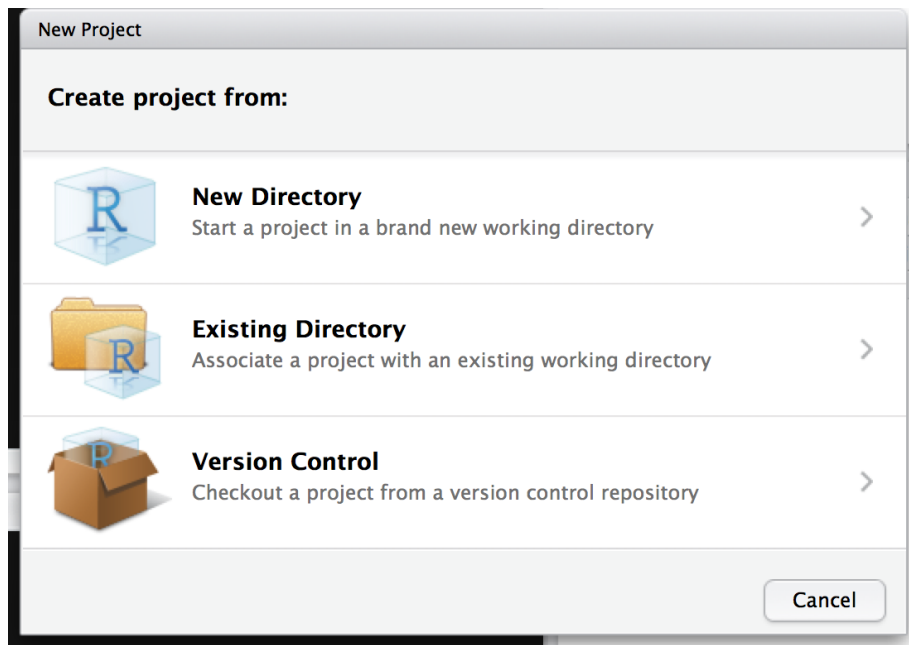 New Project
Create project from:
R
New Directory
Start a project in a brand new working directory
R
Existing Directory
Associate a project with an existing working directory
R
Version Control
Checkout a project from a version control repository
Cancel